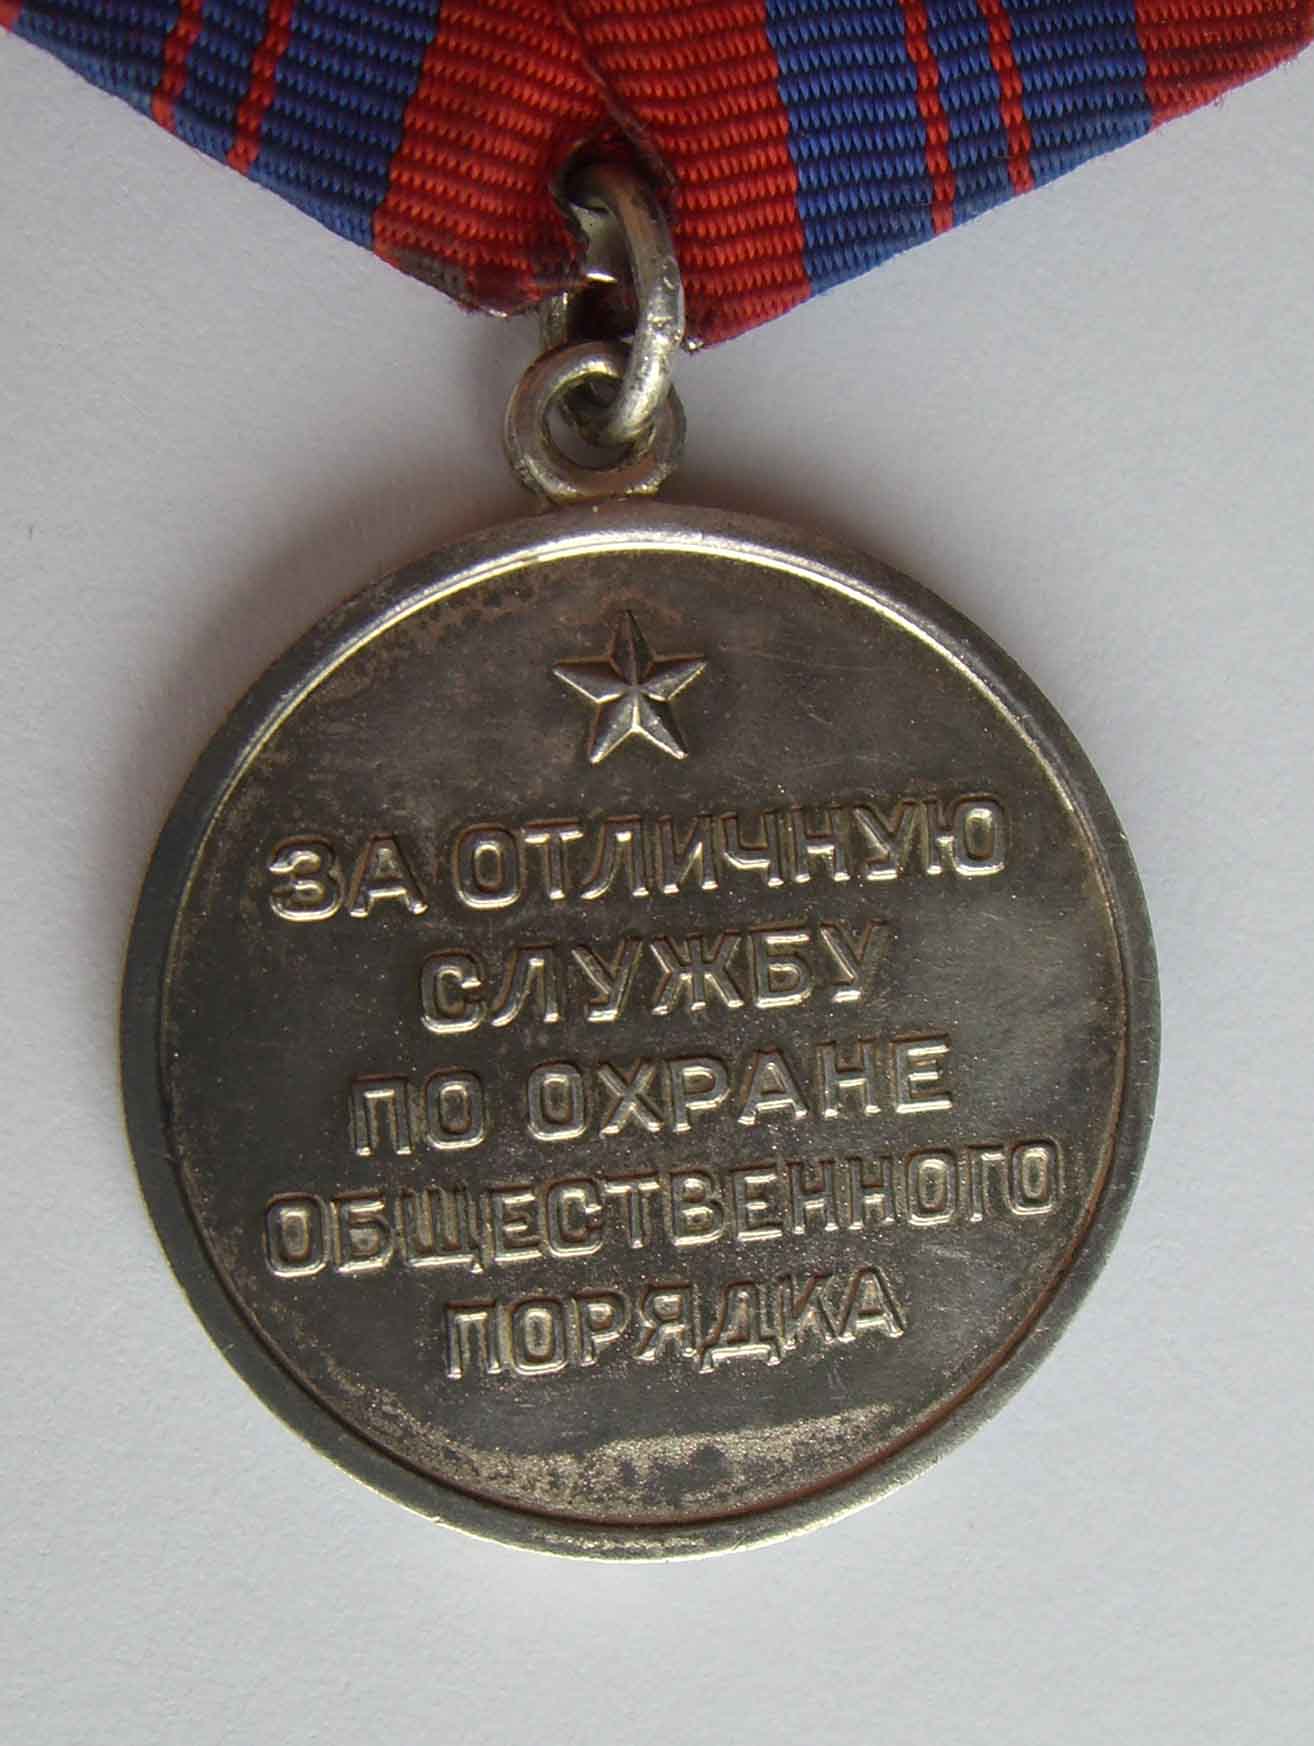 ЗА ОТЛИЧНУЮ
СЛУЖБУ
ПО ОХРАНЕ
ОБЩЕСТВЕННОГО
ПОРЯДКА